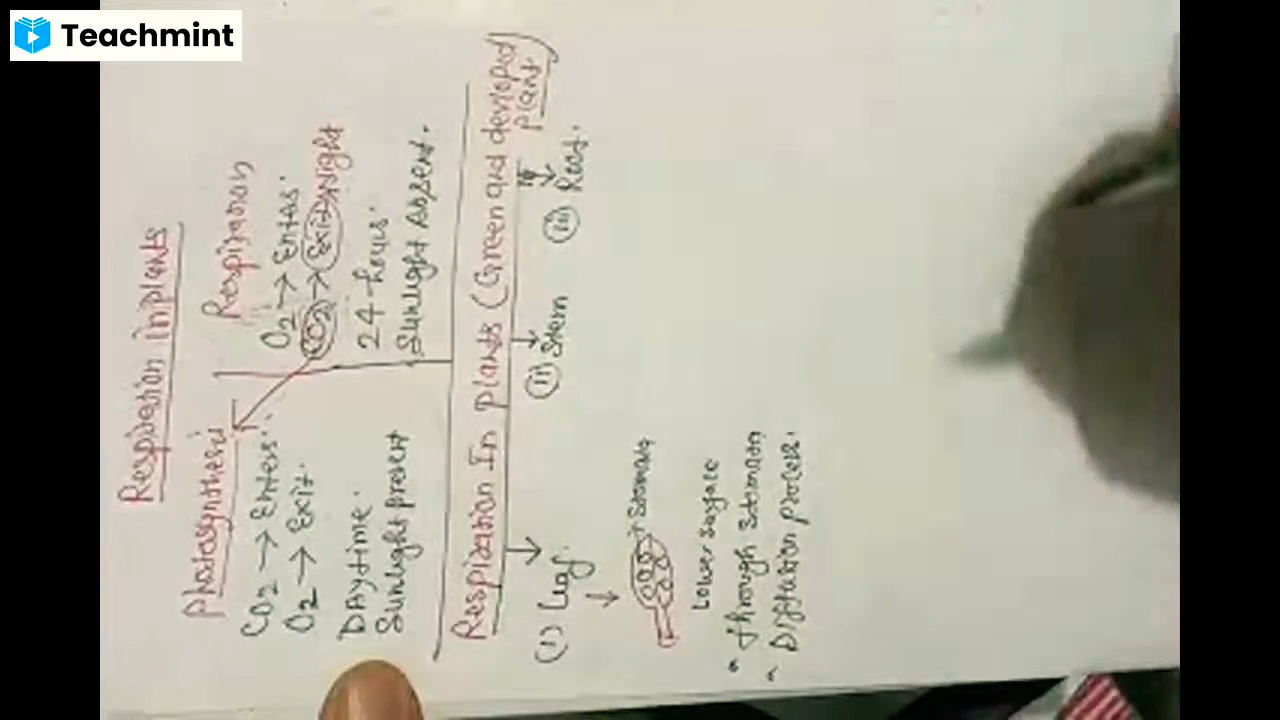 Teachmint
Respiration in plants
Photosynthesis
CO2 → Enters.
O2 → Exit.
Daytime.
Sunlight present
Respiration
O2 → Enters.
CO2 → Exit
24-hours.
Sunlight Absent.
Respiration In plants (Green and developed plant)
(i) Leaf.
(ii) Stem
(iii) Root.
Stomata
Lower surface
through stomata
Diffusion process.